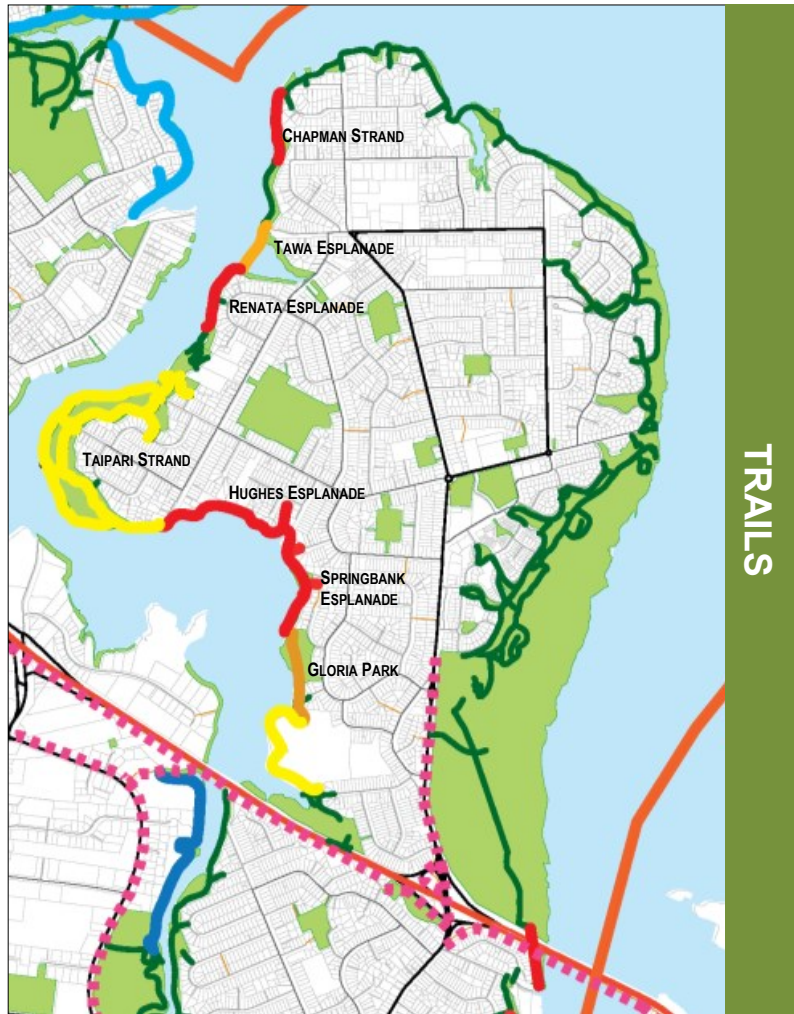 CHAPMAN STRAND
TAWA ESPLANADE
RENATA ESPLANADE
TAIPARI STRAND
HUGHES ESPLANADE
SPRINGBANK
ESPLANADE
GLORIA PARK
TRAILS